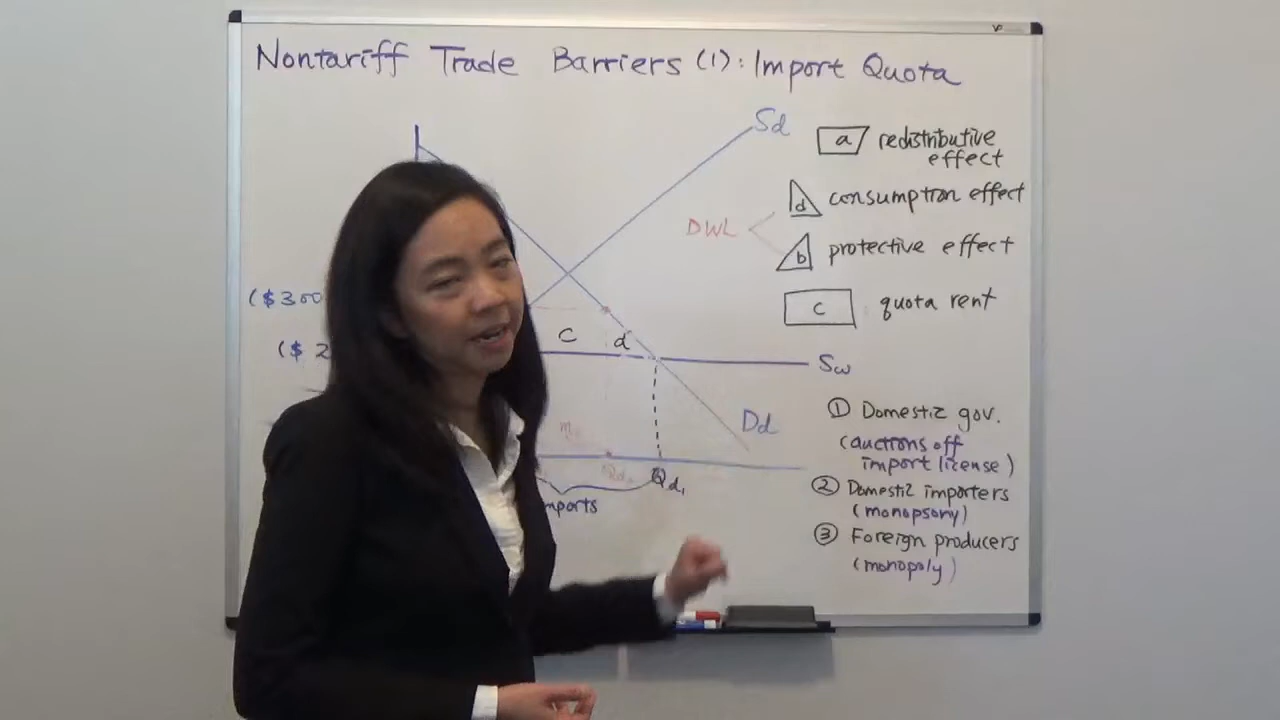 Nontariff Trade Barriers (1): Import Quota
Sd
a redistributive
effect
d consumption effect
DWL
b protective effect
c quota rent
($300
($ 2
C
d
Sw
Dd
Qd1
mports
① Domestic gov.
(auctions off
import license)
② Domestic importers
(monopsony)
③ Foreign producers
(monopoly)